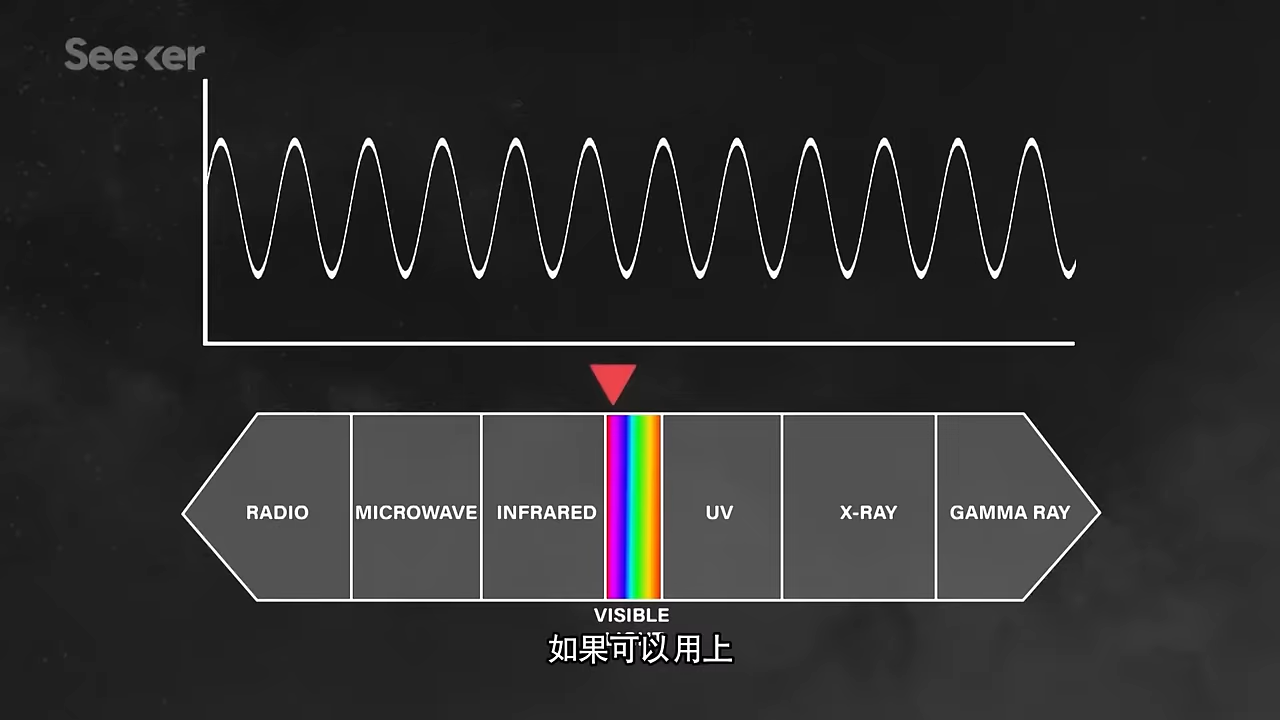 Seeker
RADIO
MICROWAVE
INFRARED
UV
X-RAY
GAMMA RAY
VISIBLE
如果可以用上